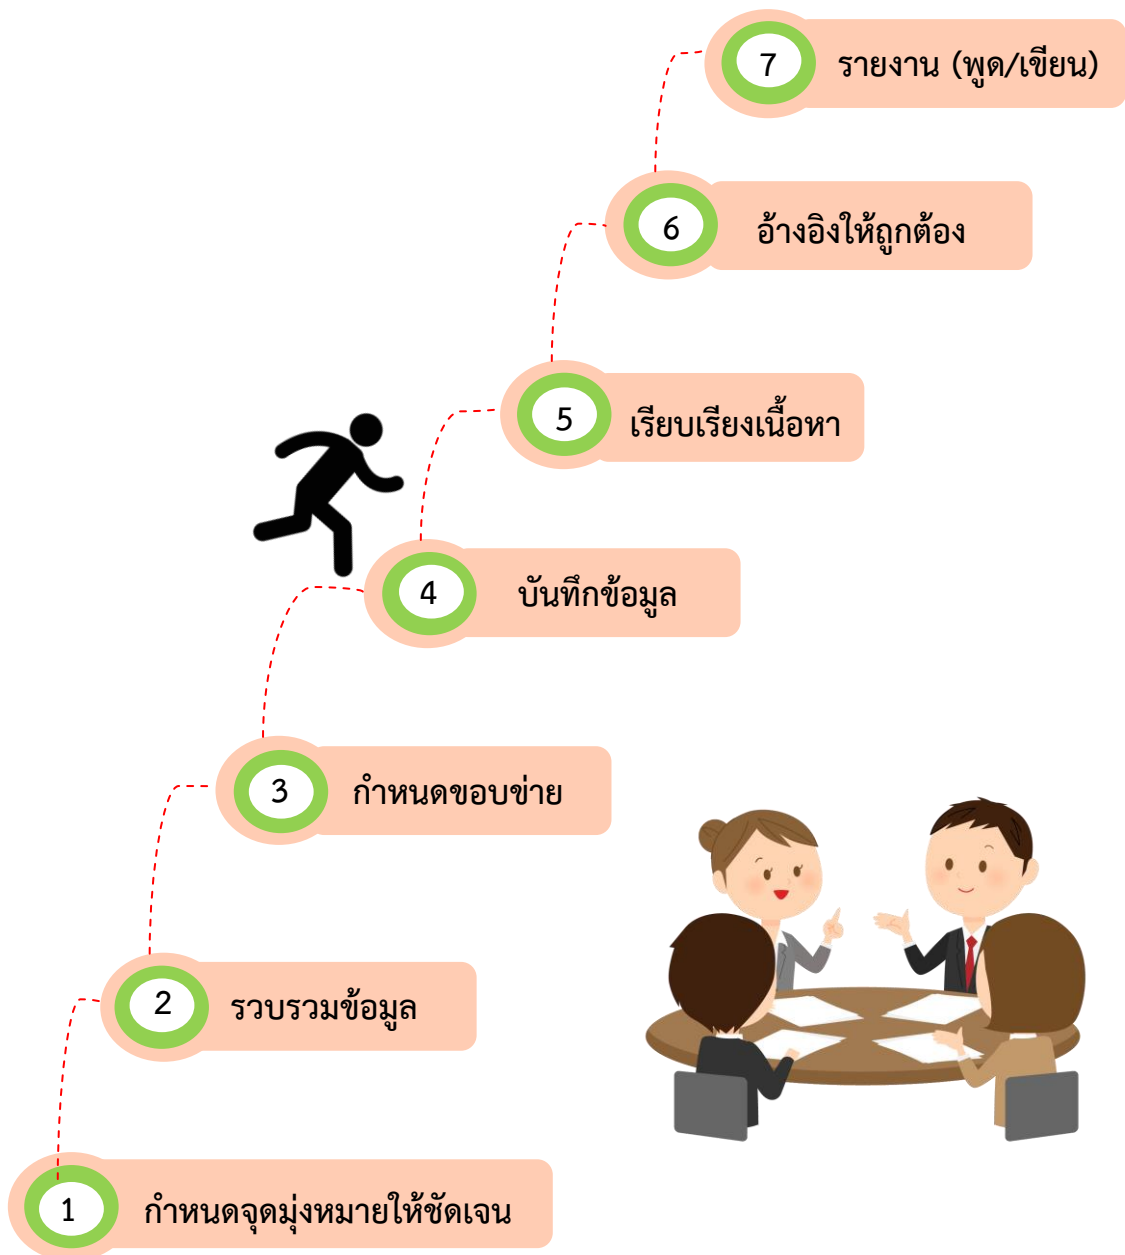 7 รายงาน (พูด/เขียน)
6 อ้างอิงให้ถูกต้อง
5 เรียบเรียงเนื้อหา
4 บันทึกข้อมูล
3 กำหนดขอบข่าย
2 รวบรวมข้อมูล
1 กำหนดจุดมุ่งหมายให้ชัดเจน